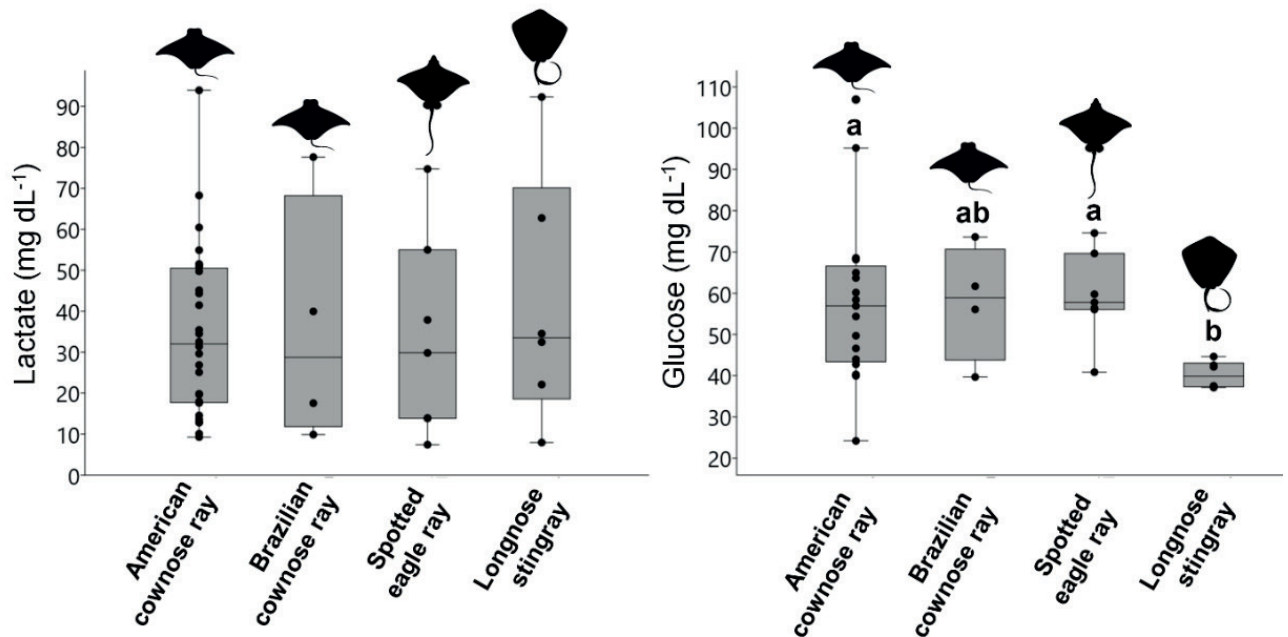 Lactate (mg dL⁻¹)
90
80
70
60
50
40
30
20
10
0
American
cownose ray
Brazilian
cownose ray
Spotted
eagle ray
Longnose
stingray
Glucose (mg dL⁻¹)
110
100
90
80
70
60
50
40
30
20
a
ab
a
b
American
cownose ray
Brazilian
cownose ray
Spotted
eagle ray
Longnose
stingray